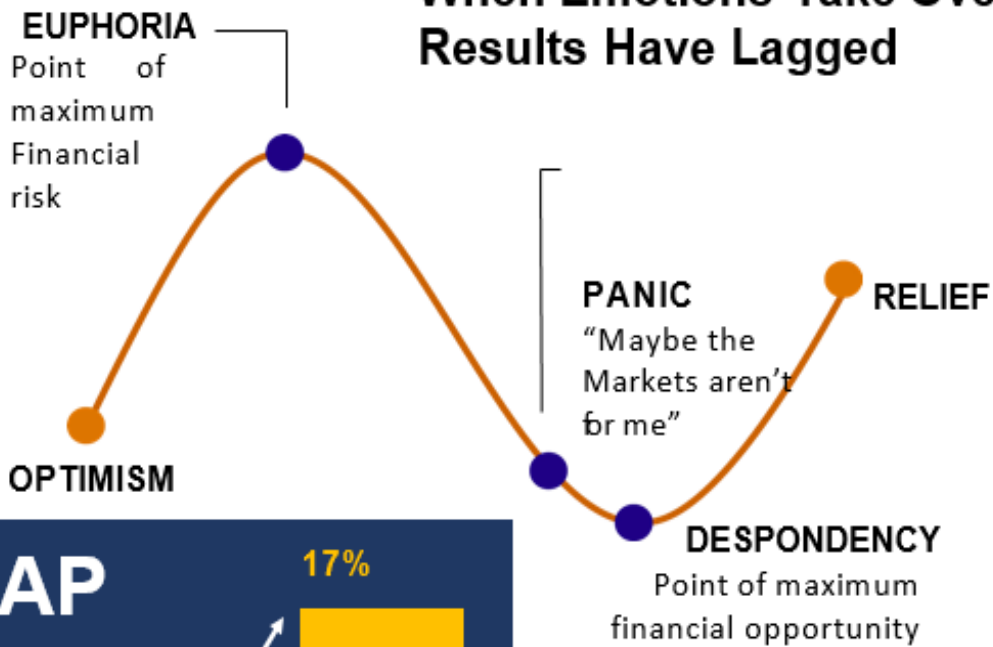 Results Have Lagged
EUPHORIA
Point of
maximum
Financial
risk
PANIC
“Maybe the
Markets aren’t
for me”
RELIEF
OPTIMISM
DESPONDENCY
Point of maximum
financial opportunity
AP
17%